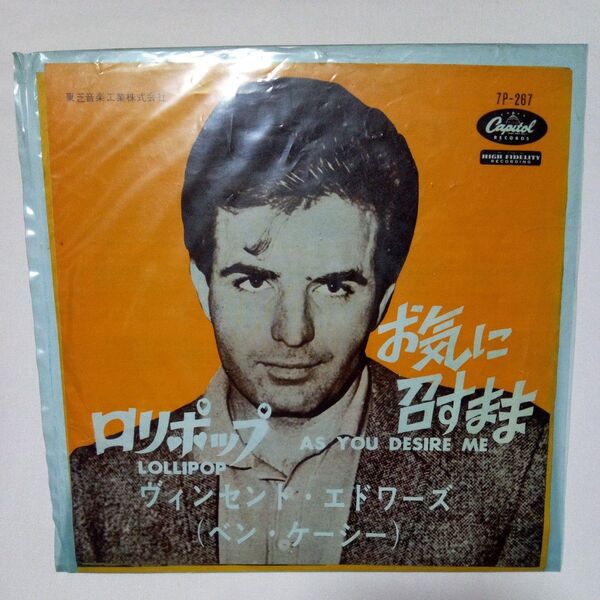 東芝音楽工業株式会社
7P-267
Capitol
RECORDS
HIGH FIDELITY
RECORDING
お気に
召すまま
AS YOU DESIRE ME
ロリポップ
LOLLIPOP
ヴィンセント・エドワーズ
(ベン・ケーシー)